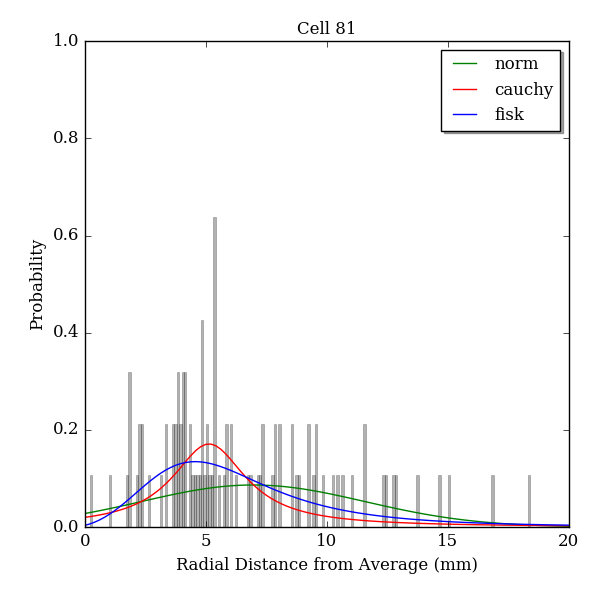 Cell 81
1.0
0.8
0.6
0.4
0.2
0.0
Probability
norm
cauchy
fisk
0 5 10 15 20
Radial Distance from Average (mm)